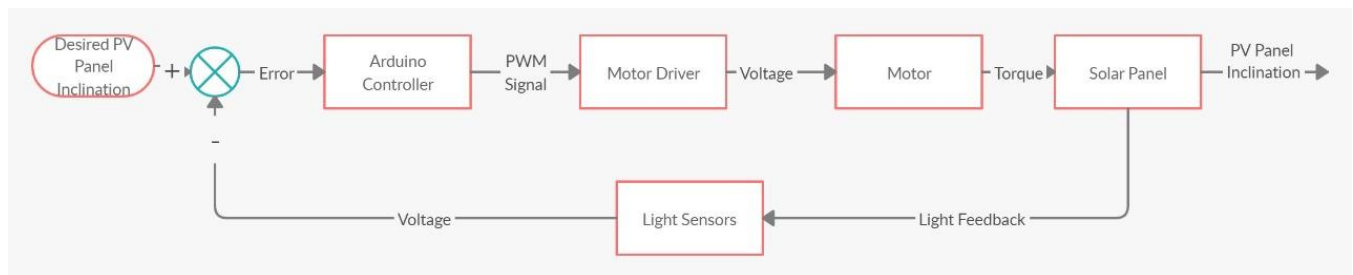 Desired PV
Panel
Inclination
+
Error
Arduino
Controller
PWM
Signal
Motor Driver
Voltage
Motor
Torque
Solar Panel
PV Panel
Inclination
-
Voltage
Light Sensors
Light Feedback